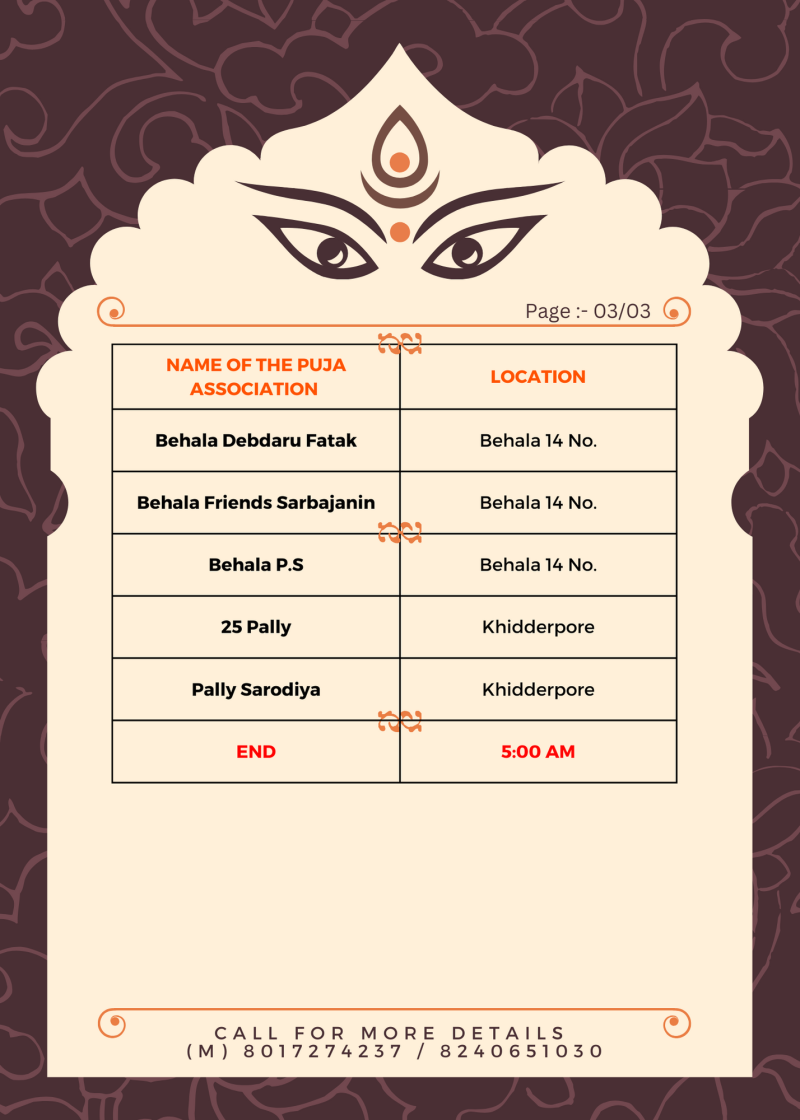 Page :- 03/03
NAME OF THE PUJA
ASSOCIATION
LOCATION
Behala Debdaru Fatak
Behala 14 No.
Behala Friends Sarbajanin
Behala 14 No.
Behala P.S
Behala 14 No.
25 Pally
Khidderpore
Pally Sarodiya
Khidderpore
END
5:00 AM
CALL FOR MORE DETAILS
(M) 8017274237 / 8240651030